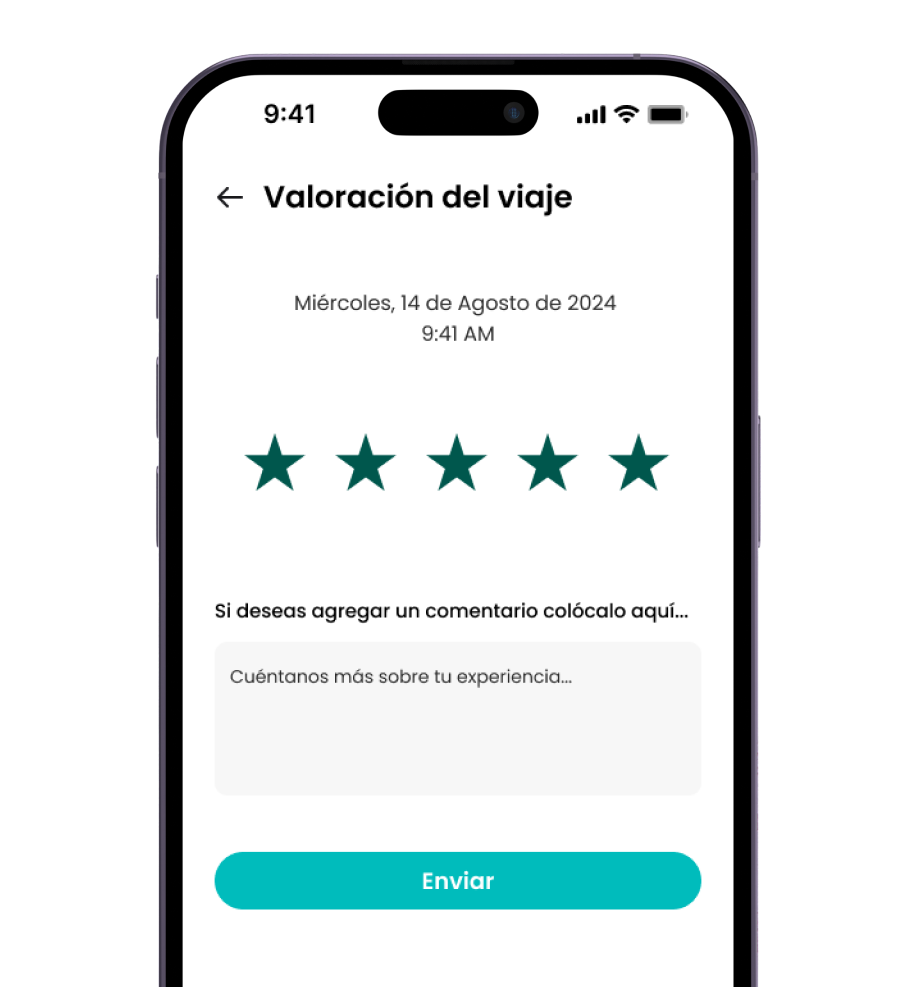 9:41
Valoración del viaje
Miércoles, 14 de Agosto de 2024
9:41 AM
Si deseas agregar un comentario colócalo aquí...
Cuéntanos más sobre tu experiencia...
Enviar